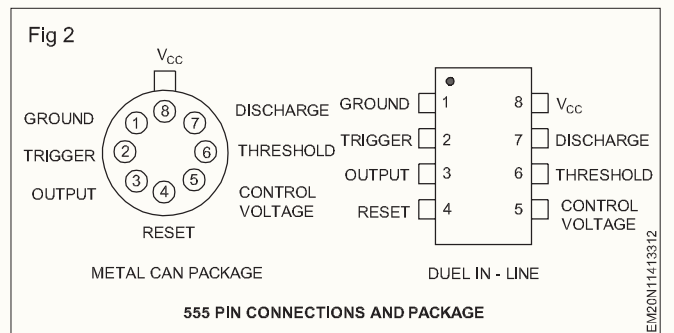 Fig 2
VCC
GROUND
TRIGGER
OUTPUT
1
2
3
4
5
6
7
8
DISCHARGE
THRESHOLD
CONTROL
VOLTAGE
RESET
METAL CAN PACKAGE
GROUND 1 8 VCC
TRIGGER 2 7 DISCHARGE
OUTPUT 3 6 THRESHOLD
RESET 4 5 CONTROL
VOLTAGE
DUEL IN - LINE
555 PIN CONNECTIONS AND PACKAGE
EM20N11413312